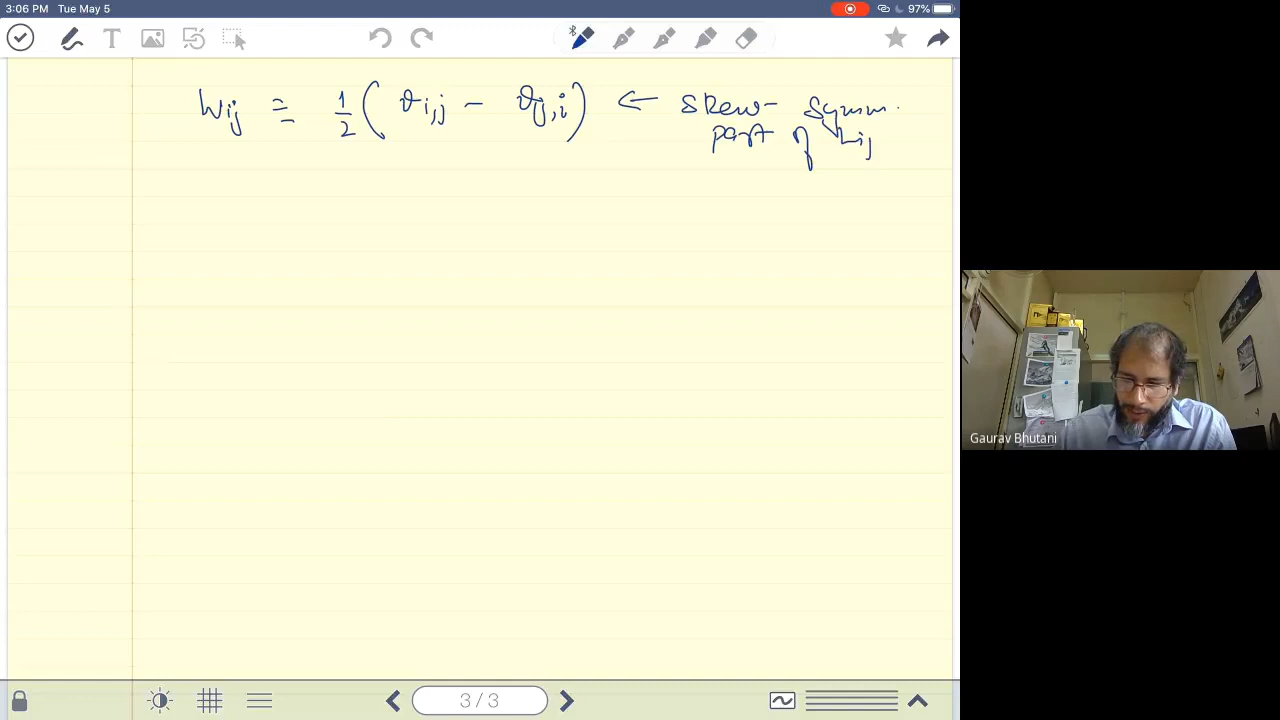 3:06 PM Tue May 5
97%
Wij = 1/2 ( vi,j - vj,i ) ← skew- symm.
part of Lij
Gaurav Bhutani
3 / 3